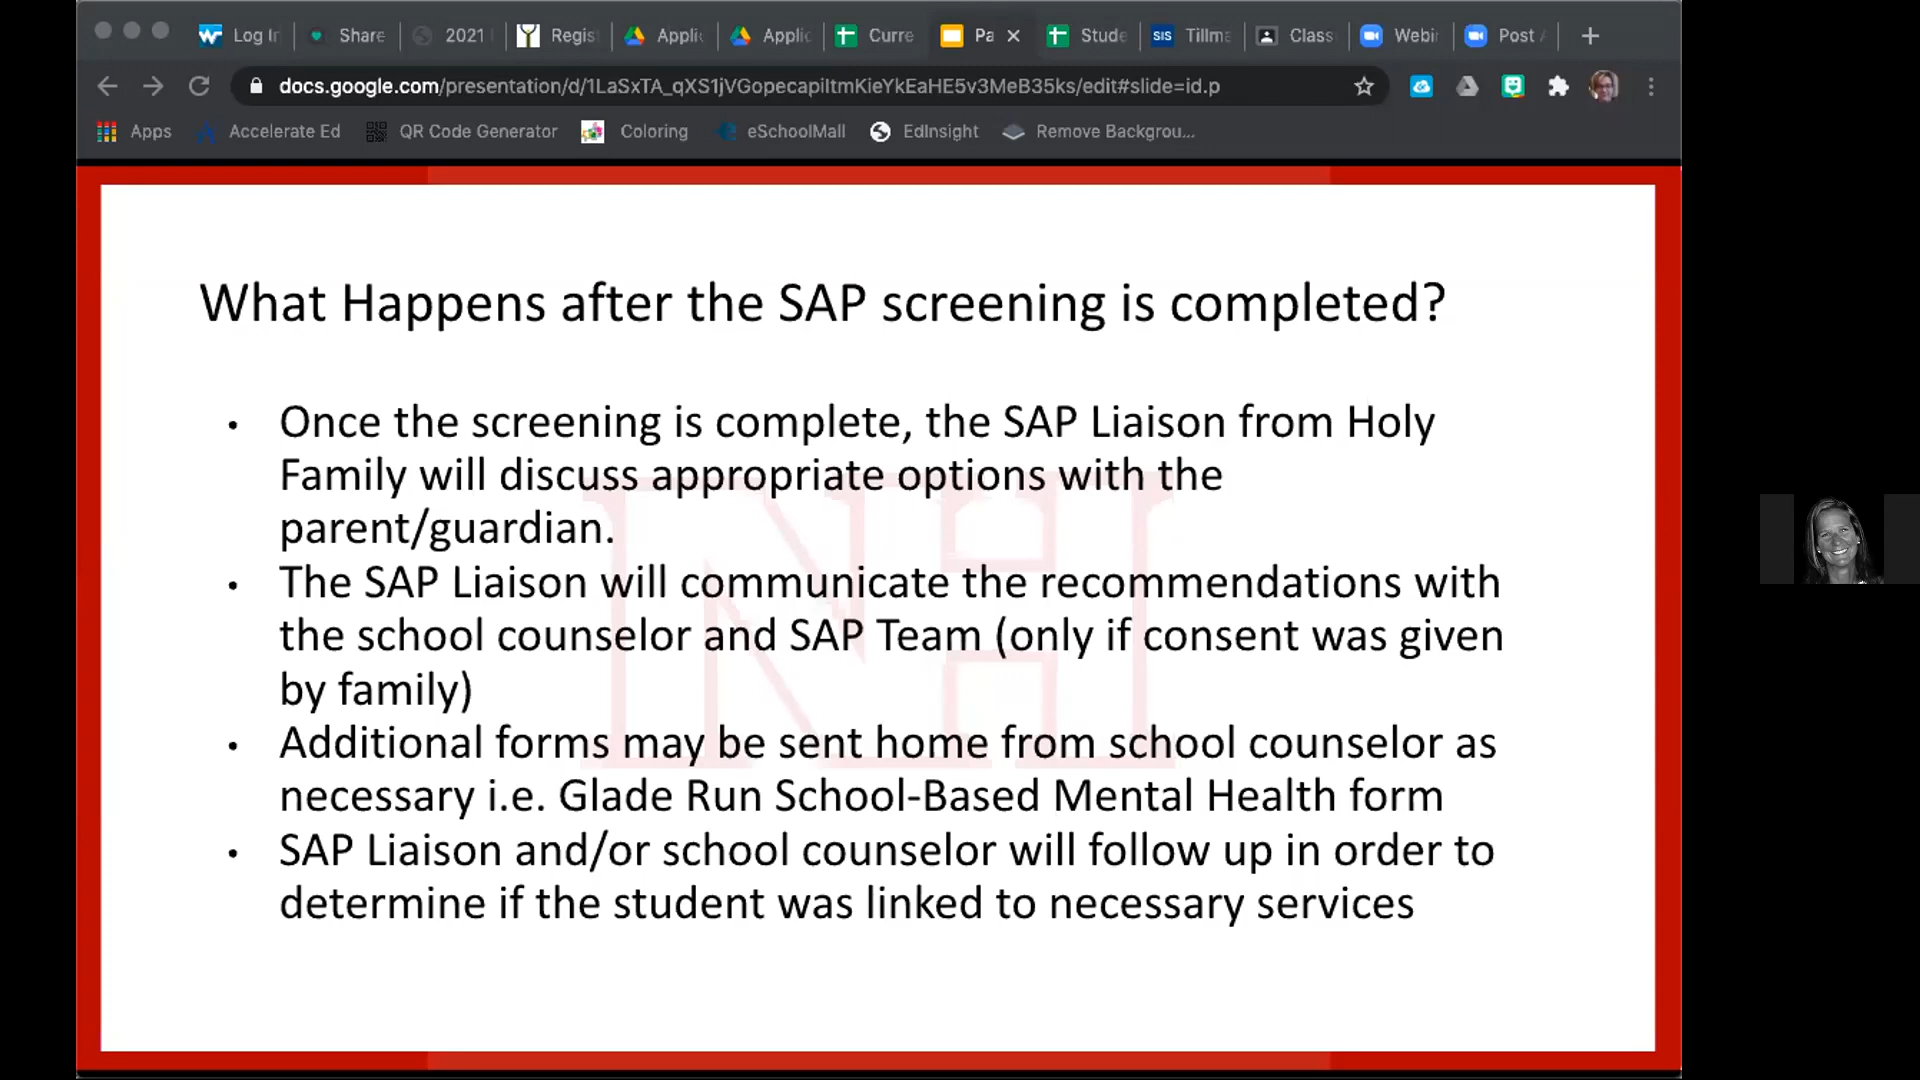 Log In Share 2021 Regis Applic Applic Curre Pa Stude SIS Tillma Class Webin Post A
docs.google.com/presentation/d/1LaSxTA_qXS1jVGopecapiItmKieYkEaHE5v3MeB35ks/edit#slide=id.p
Apps Accelerate Ed QR Code Generator Coloring eSchoolMall EdInsight Remove Backgrou...
What Happens after the SAP screening is completed?
• Once the screening is complete, the SAP Liaison from Holy
Family will discuss appropriate options with the
parent/guardian.
• The SAP Liaison will communicate the recommendations with
the school counselor and SAP Team (only if consent was given
by family)
• Additional forms may be sent home from school counselor as
necessary i.e. Glade Run School-Based Mental Health form
• SAP Liaison and/or school counselor will follow up in order to
determine if the student was linked to necessary services
NH